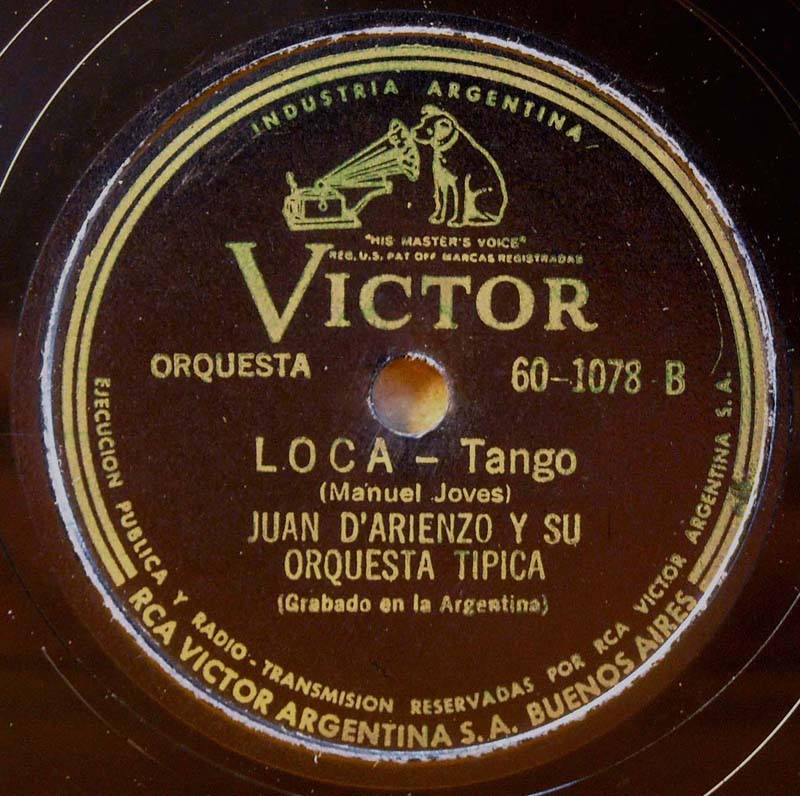 INDUSTRIA ARGENTINA
"HIS MASTER'S VOICE"
REG. U.S. PAT OFF MARCAS REGISTRADAS
VICTOR
ORQUESTA
60-1078 B
LOCA - Tango
(Manuel Joves)
JUAN D'ARIENZO Y SU
ORQUESTA TIPICA
(Grabado en la Argentina)
EJECUCION PUBLICA Y RADIO-TRANSMISION RESERVADAS POR RCA VICTOR ARGENTINA S.A.
RCA VICTOR ARGENTINA S.A. BUENOS AIRES